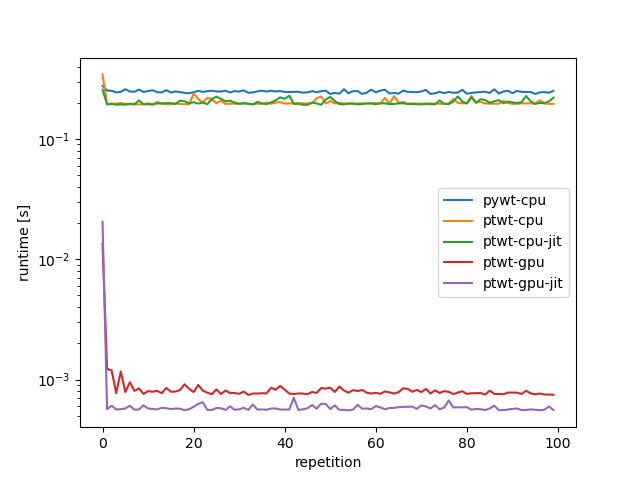 runtime [s]
10⁻¹
10⁻²
10⁻³
pywt-cpu
ptwt-cpu
ptwt-cpu-jit
ptwt-gpu
ptwt-gpu-jit
0 20 40 60 80 100
repetition